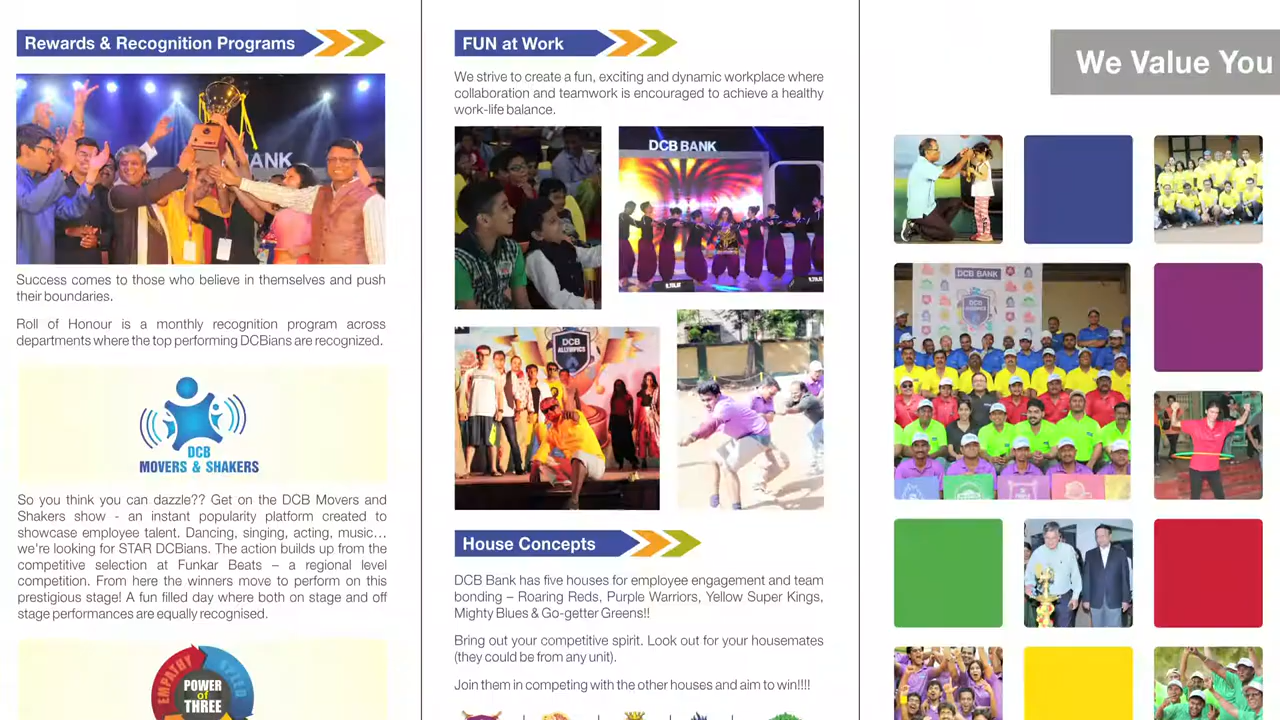 Rewards & Recognition Programs
BANK
Success comes to those who believe in themselves and push
their boundaries.
Roll of Honour is a monthly recognition program across
departments where the top performing DCBians are recognized.
DCB
MOVERS & SHAKERS
So you think you can dazzle?? Get on the DCB Movers and
Shakers show - an instant popularity platform created to
showcase employee talent. Dancing, singing, acting, music…
we're looking for STAR DCBians. The action builds up from the
competitive selection at Funkar Beats – a regional level
competition. From here the winners move to perform on this
prestigious stage! A fun filled day where both on stage and off
stage performances are equally recognised.
EMPATHY
SPEED
POWER
of
THREE
FUN at Work
We strive to create a fun, exciting and dynamic workplace where
collaboration and teamwork is encouraged to achieve a healthy
work-life balance.
DCB BANK
DCB
ALLYMPICS
House Concepts
DCB Bank has five houses for employee engagement and team
bonding – Roaring Reds, Purple Warriors, Yellow Super Kings,
Mighty Blues & Go-getter Greens!!
Bring out your competitive spirit. Look out for your housemates
(they could be from any unit).
Join them in competing with the other houses and aim to win!!!!
We Value You
DCB BANK
DCB
ALLYMPICS